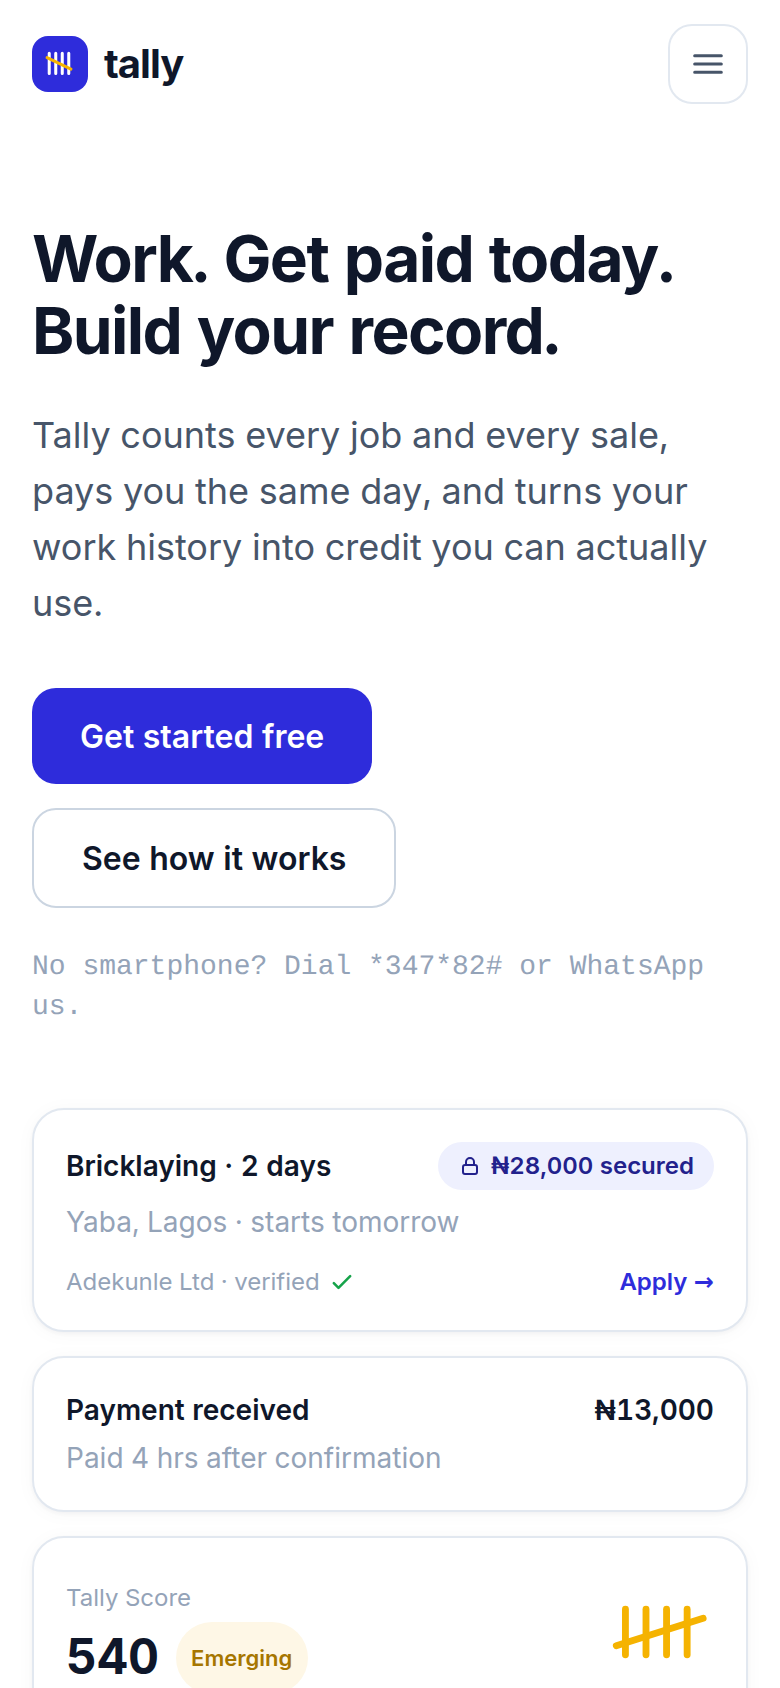 tally
Work. Get paid today.
Build your record.
Tally counts every job and every sale,
pays you the same day, and turns your
work history into credit you can actually
use.
Get started free
See how it works
No smartphone? Dial *347*82# or WhatsApp
us.
Bricklaying · 2 days
₦28,000 secured
Yaba, Lagos · starts tomorrow
Adekunle Ltd · verified ✓
Apply →
Payment received
₦13,000
Paid 4 hrs after confirmation
Tally Score
540
Emerging